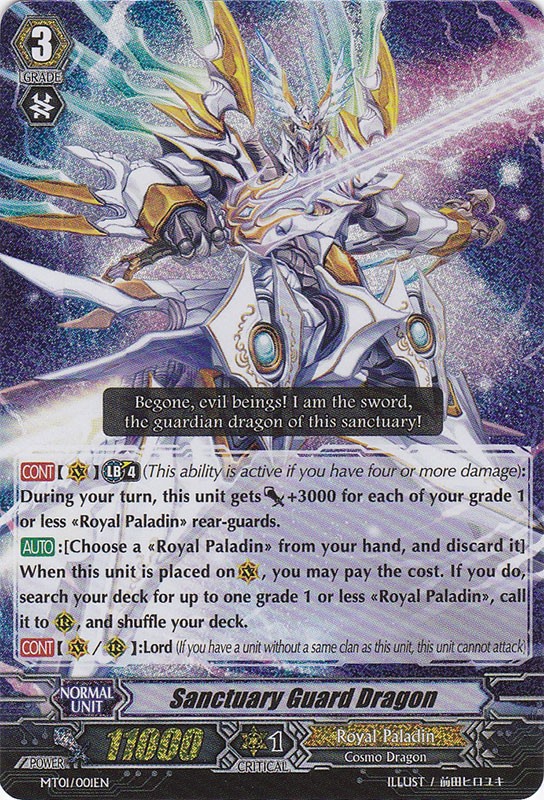 3
GRADE
Begone, evil beings! I am the sword,
the guardian dragon of this sanctuary!
CONT【 】LB4 (This ability is active if you have four or more damage):
During your turn, this unit gets +3000 for each of your grade 1
or less «Royal Paladin» rear-guards.
AUTO :[Choose a «Royal Paladin» from your hand, and discard it]
When this unit is placed on , you may pay the cost. If you do,
search your deck for up to one grade 1 or less «Royal Paladin», call
it to , and shuffle your deck.
CONT【 / 】:Lord (If you have a unit without a same clan as this unit, this unit cannot attack)
NORMAL
UNIT
Sanctuary Guard Dragon
POWER
11000
1
CRITICAL
Royal Paladin
Cosmo Dragon
MT01/001EN
ILLUST / 前田ヒロユキ